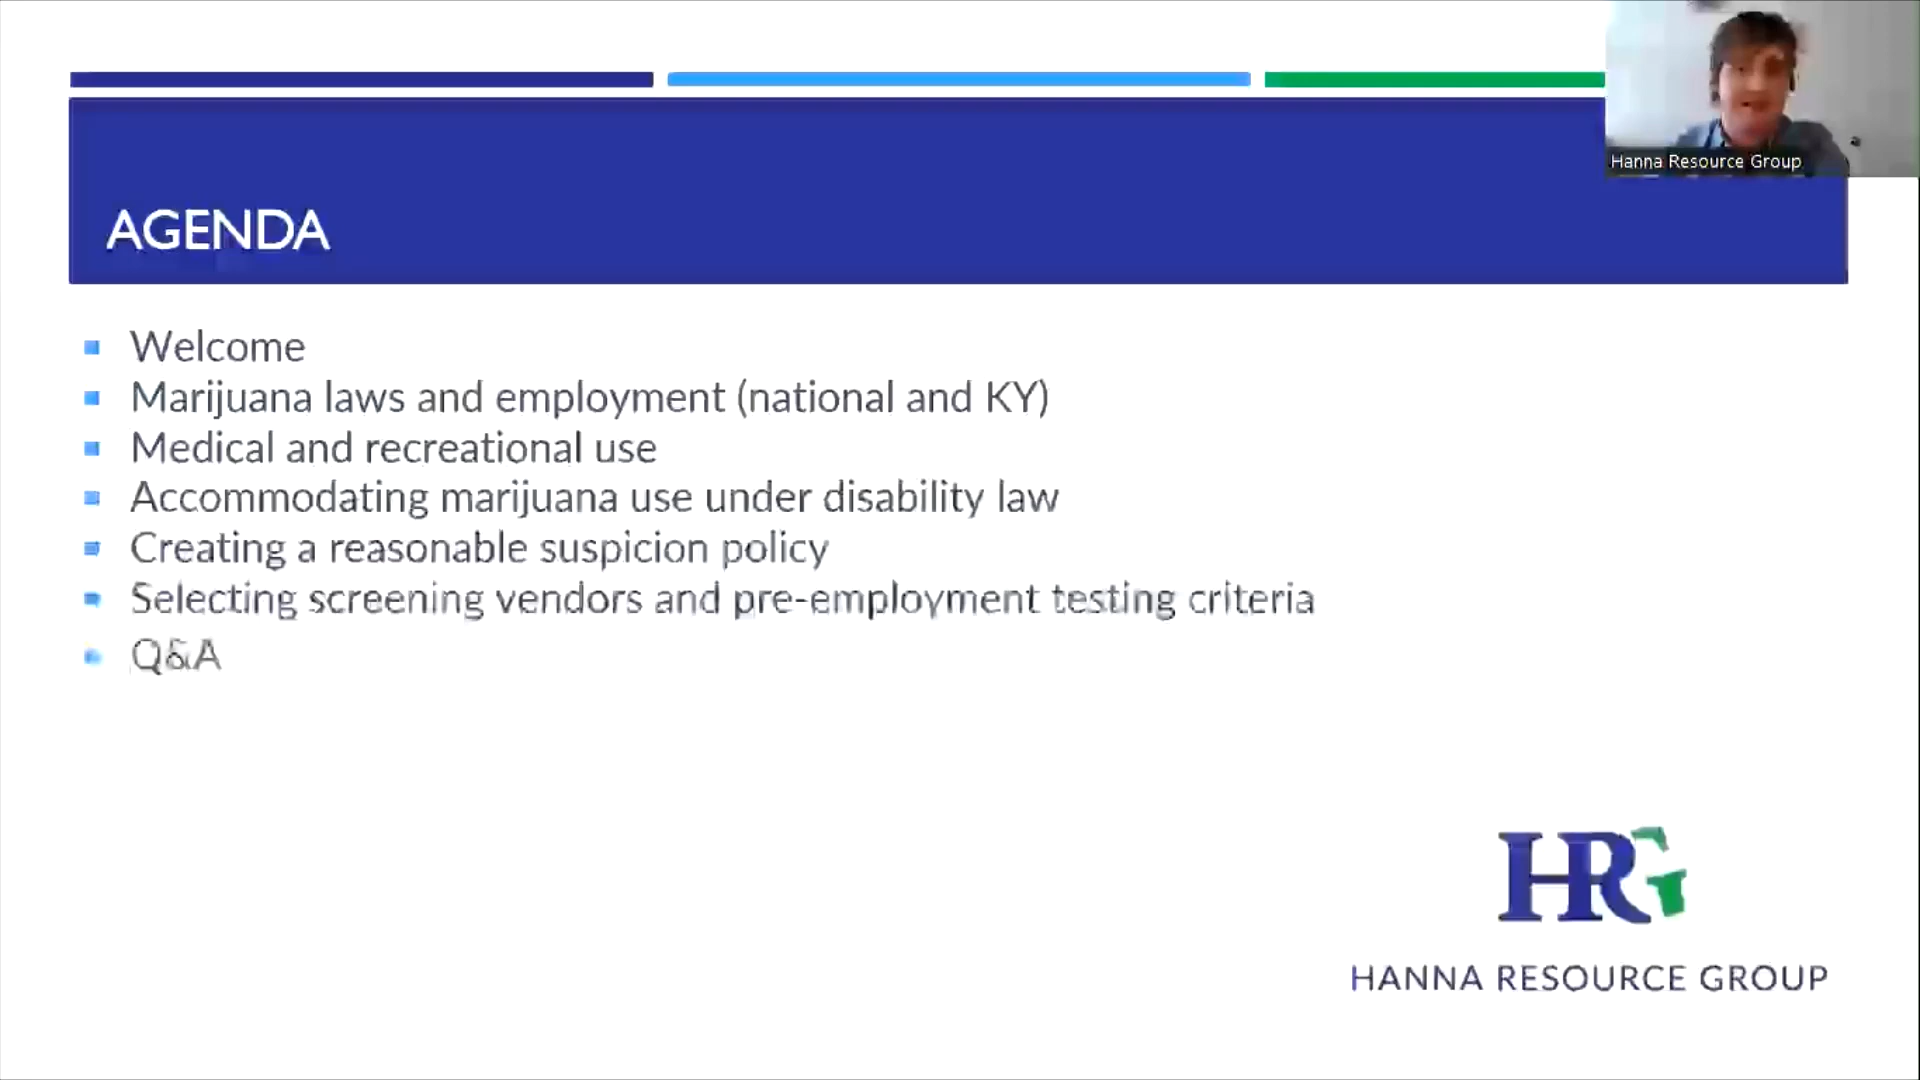 Hanna Resource Group
AGENDA
Welcome
Marijuana laws and employment (national and KY)
Medical and recreational use
Accommodating marijuana use under disability law
Creating a reasonable suspicion policy
Selecting screening vendors and pre-employment testing criteria
Q&A
HRG
HANNA RESOURCE GROUP